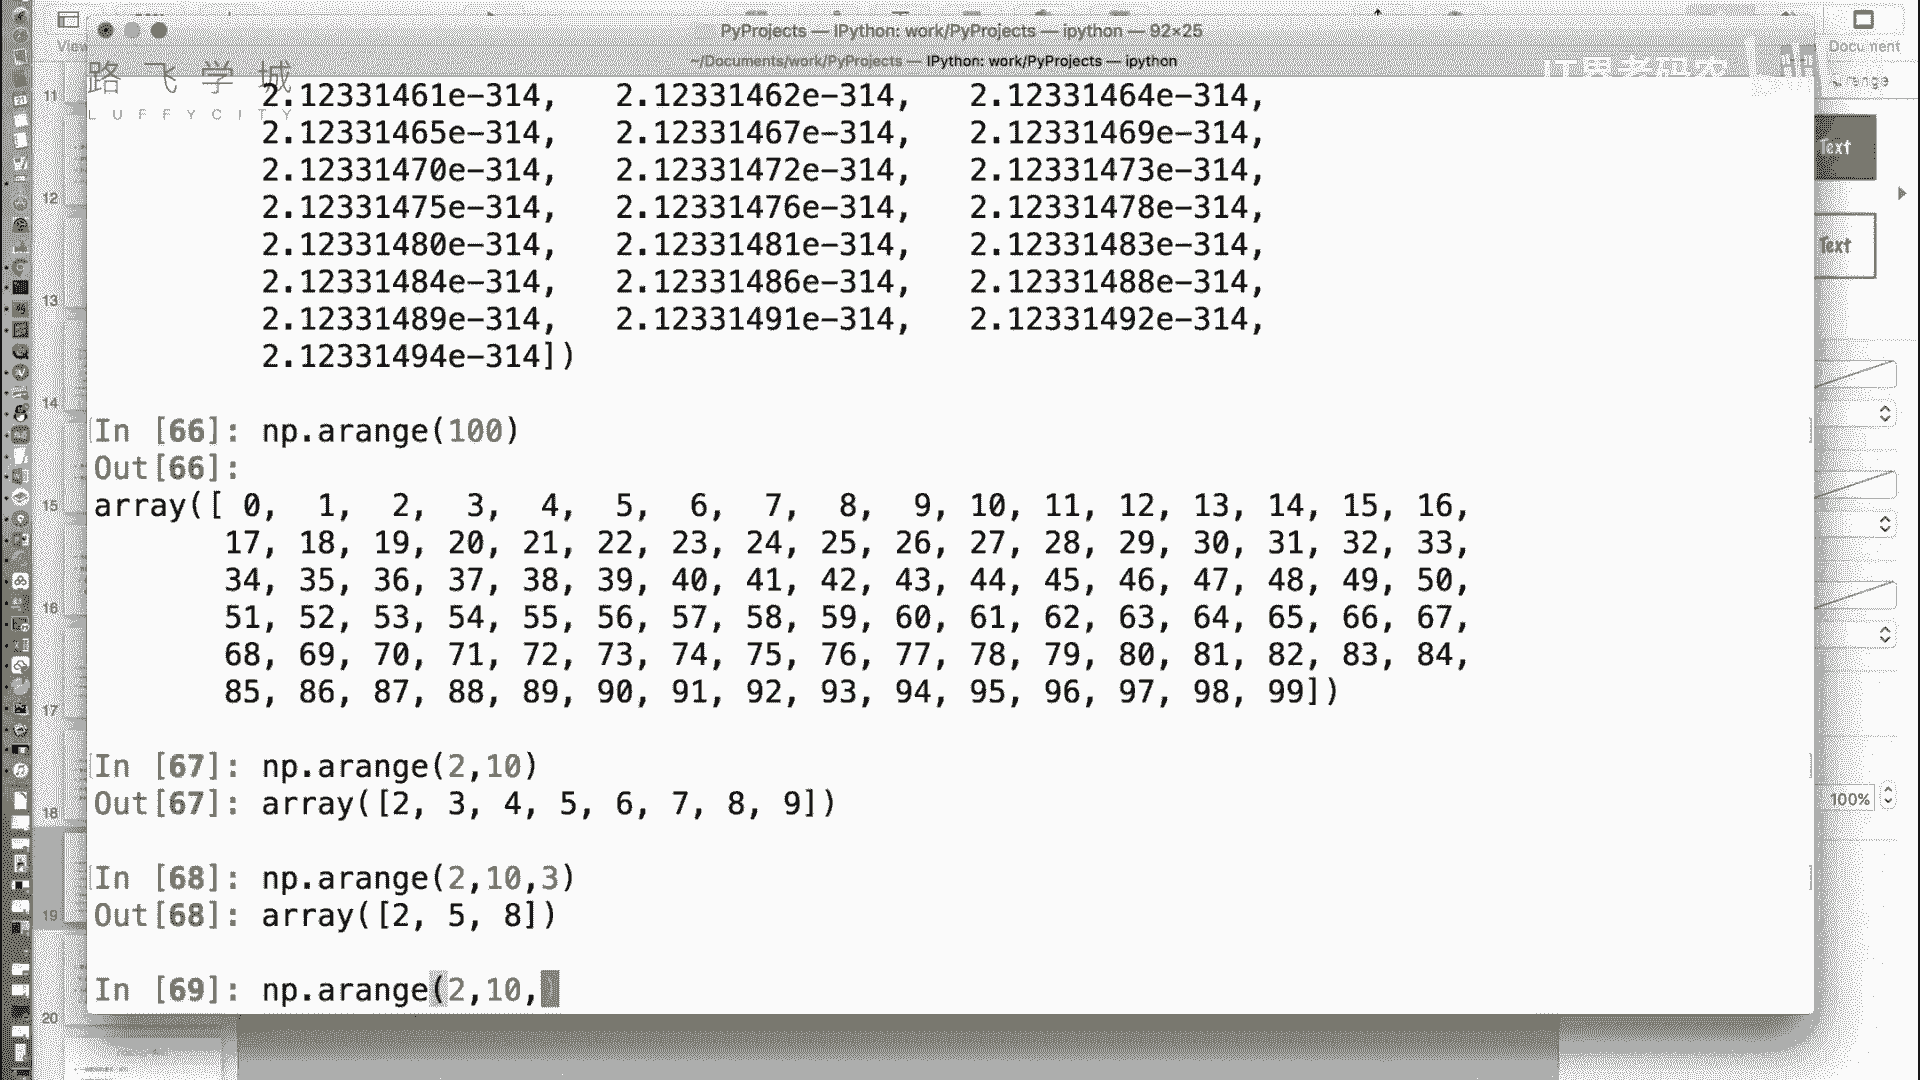 PyProjects — IPython: work/PyProjects — ipython — 92×25
~/Documents/work/PyProjects — IPython: work/PyProjects — ipython
View
Document
路飞学城
LUFFYCITY
Text
Text
100%
11
12
13
14
15
16
17
18
19
20
2.12331461e-314, 2.12331462e-314, 2.12331464e-314,
2.12331465e-314, 2.12331467e-314, 2.12331469e-314,
2.12331470e-314, 2.12331472e-314, 2.12331473e-314,
2.12331475e-314, 2.12331476e-314, 2.12331478e-314,
2.12331480e-314, 2.12331481e-314, 2.12331483e-314,
2.12331484e-314, 2.12331486e-314, 2.12331488e-314,
2.12331489e-314, 2.12331491e-314, 2.12331492e-314,
2.12331494e-314])
In [66]: np.arange(100)
Out[66]:
array([ 0, 1, 2, 3, 4, 5, 6, 7, 8, 9, 10, 11, 12, 13, 14, 15, 16,
17, 18, 19, 20, 21, 22, 23, 24, 25, 26, 27, 28, 29, 30, 31, 32, 33,
34, 35, 36, 37, 38, 39, 40, 41, 42, 43, 44, 45, 46, 47, 48, 49, 50,
51, 52, 53, 54, 55, 56, 57, 58, 59, 60, 61, 62, 63, 64, 65, 66, 67,
68, 69, 70, 71, 72, 73, 74, 75, 76, 77, 78, 79, 80, 81, 82, 83, 84,
85, 86, 87, 88, 89, 90, 91, 92, 93, 94, 95, 96, 97, 98, 99])
In [67]: np.arange(2,10)
Out[67]: array([2, 3, 4, 5, 6, 7, 8, 9])
In [68]: np.arange(2,10,3)
Out[68]: array([2, 5, 8])
In [69]: np.arange(2,10,